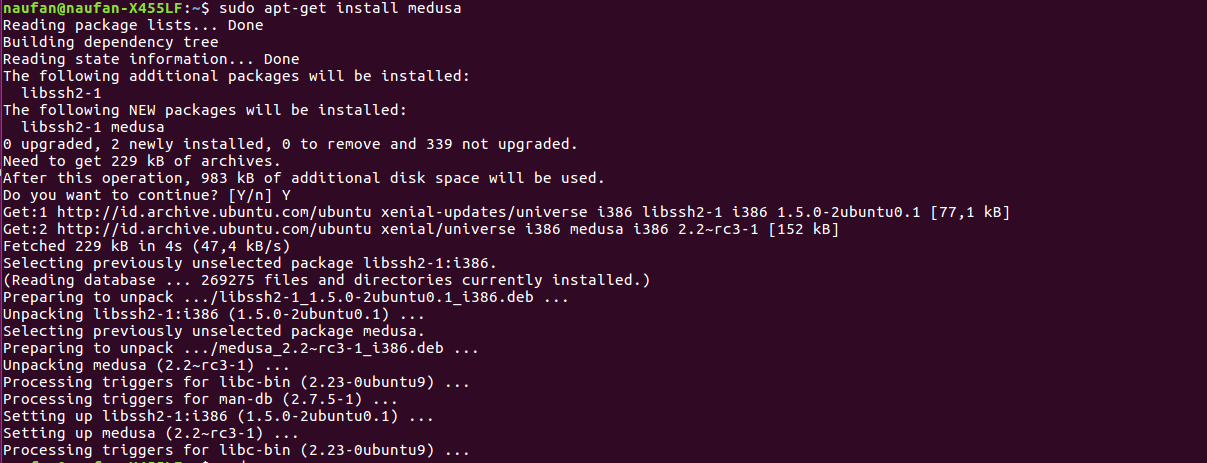 naufan@naufan-X455LF:~$ sudo apt-get install medusa
Reading package lists... Done
Building dependency tree
Reading state information... Done
The following additional packages will be installed:
  libssh2-1
The following NEW packages will be installed:
  libssh2-1 medusa
0 upgraded, 2 newly installed, 0 to remove and 339 not upgraded.
Need to get 229 kB of archives.
After this operation, 983 kB of additional disk space will be used.
Do you want to continue? [Y/n] Y
Get:1 http://id.archive.ubuntu.com/ubuntu xenial-updates/universe i386 libssh2-1 i386 1.5.0-2ubuntu0.1 [77,1 kB]
Get:2 http://id.archive.ubuntu.com/ubuntu xenial/universe i386 medusa i386 2.2~rc3-1 [152 kB]
Fetched 229 kB in 4s (47,4 kB/s)
Selecting previously unselected package libssh2-1:i386.
(Reading database ... 269275 files and directories currently installed.)
Preparing to unpack .../libssh2-1_1.5.0-2ubuntu0.1_i386.deb ...
Unpacking libssh2-1:i386 (1.5.0-2ubuntu0.1) ...
Selecting previously unselected package medusa.
Preparing to unpack .../medusa_2.2~rc3-1_i386.deb ...
Unpacking medusa (2.2~rc3-1) ...
Processing triggers for libc-bin (2.23-0ubuntu9) ...
Processing triggers for man-db (2.7.5-1) ...
Setting up libssh2-1:i386 (1.5.0-2ubuntu0.1) ...
Setting up medusa (2.2~rc3-1) ...
Processing triggers for libc-bin (2.23-0ubuntu9) ...